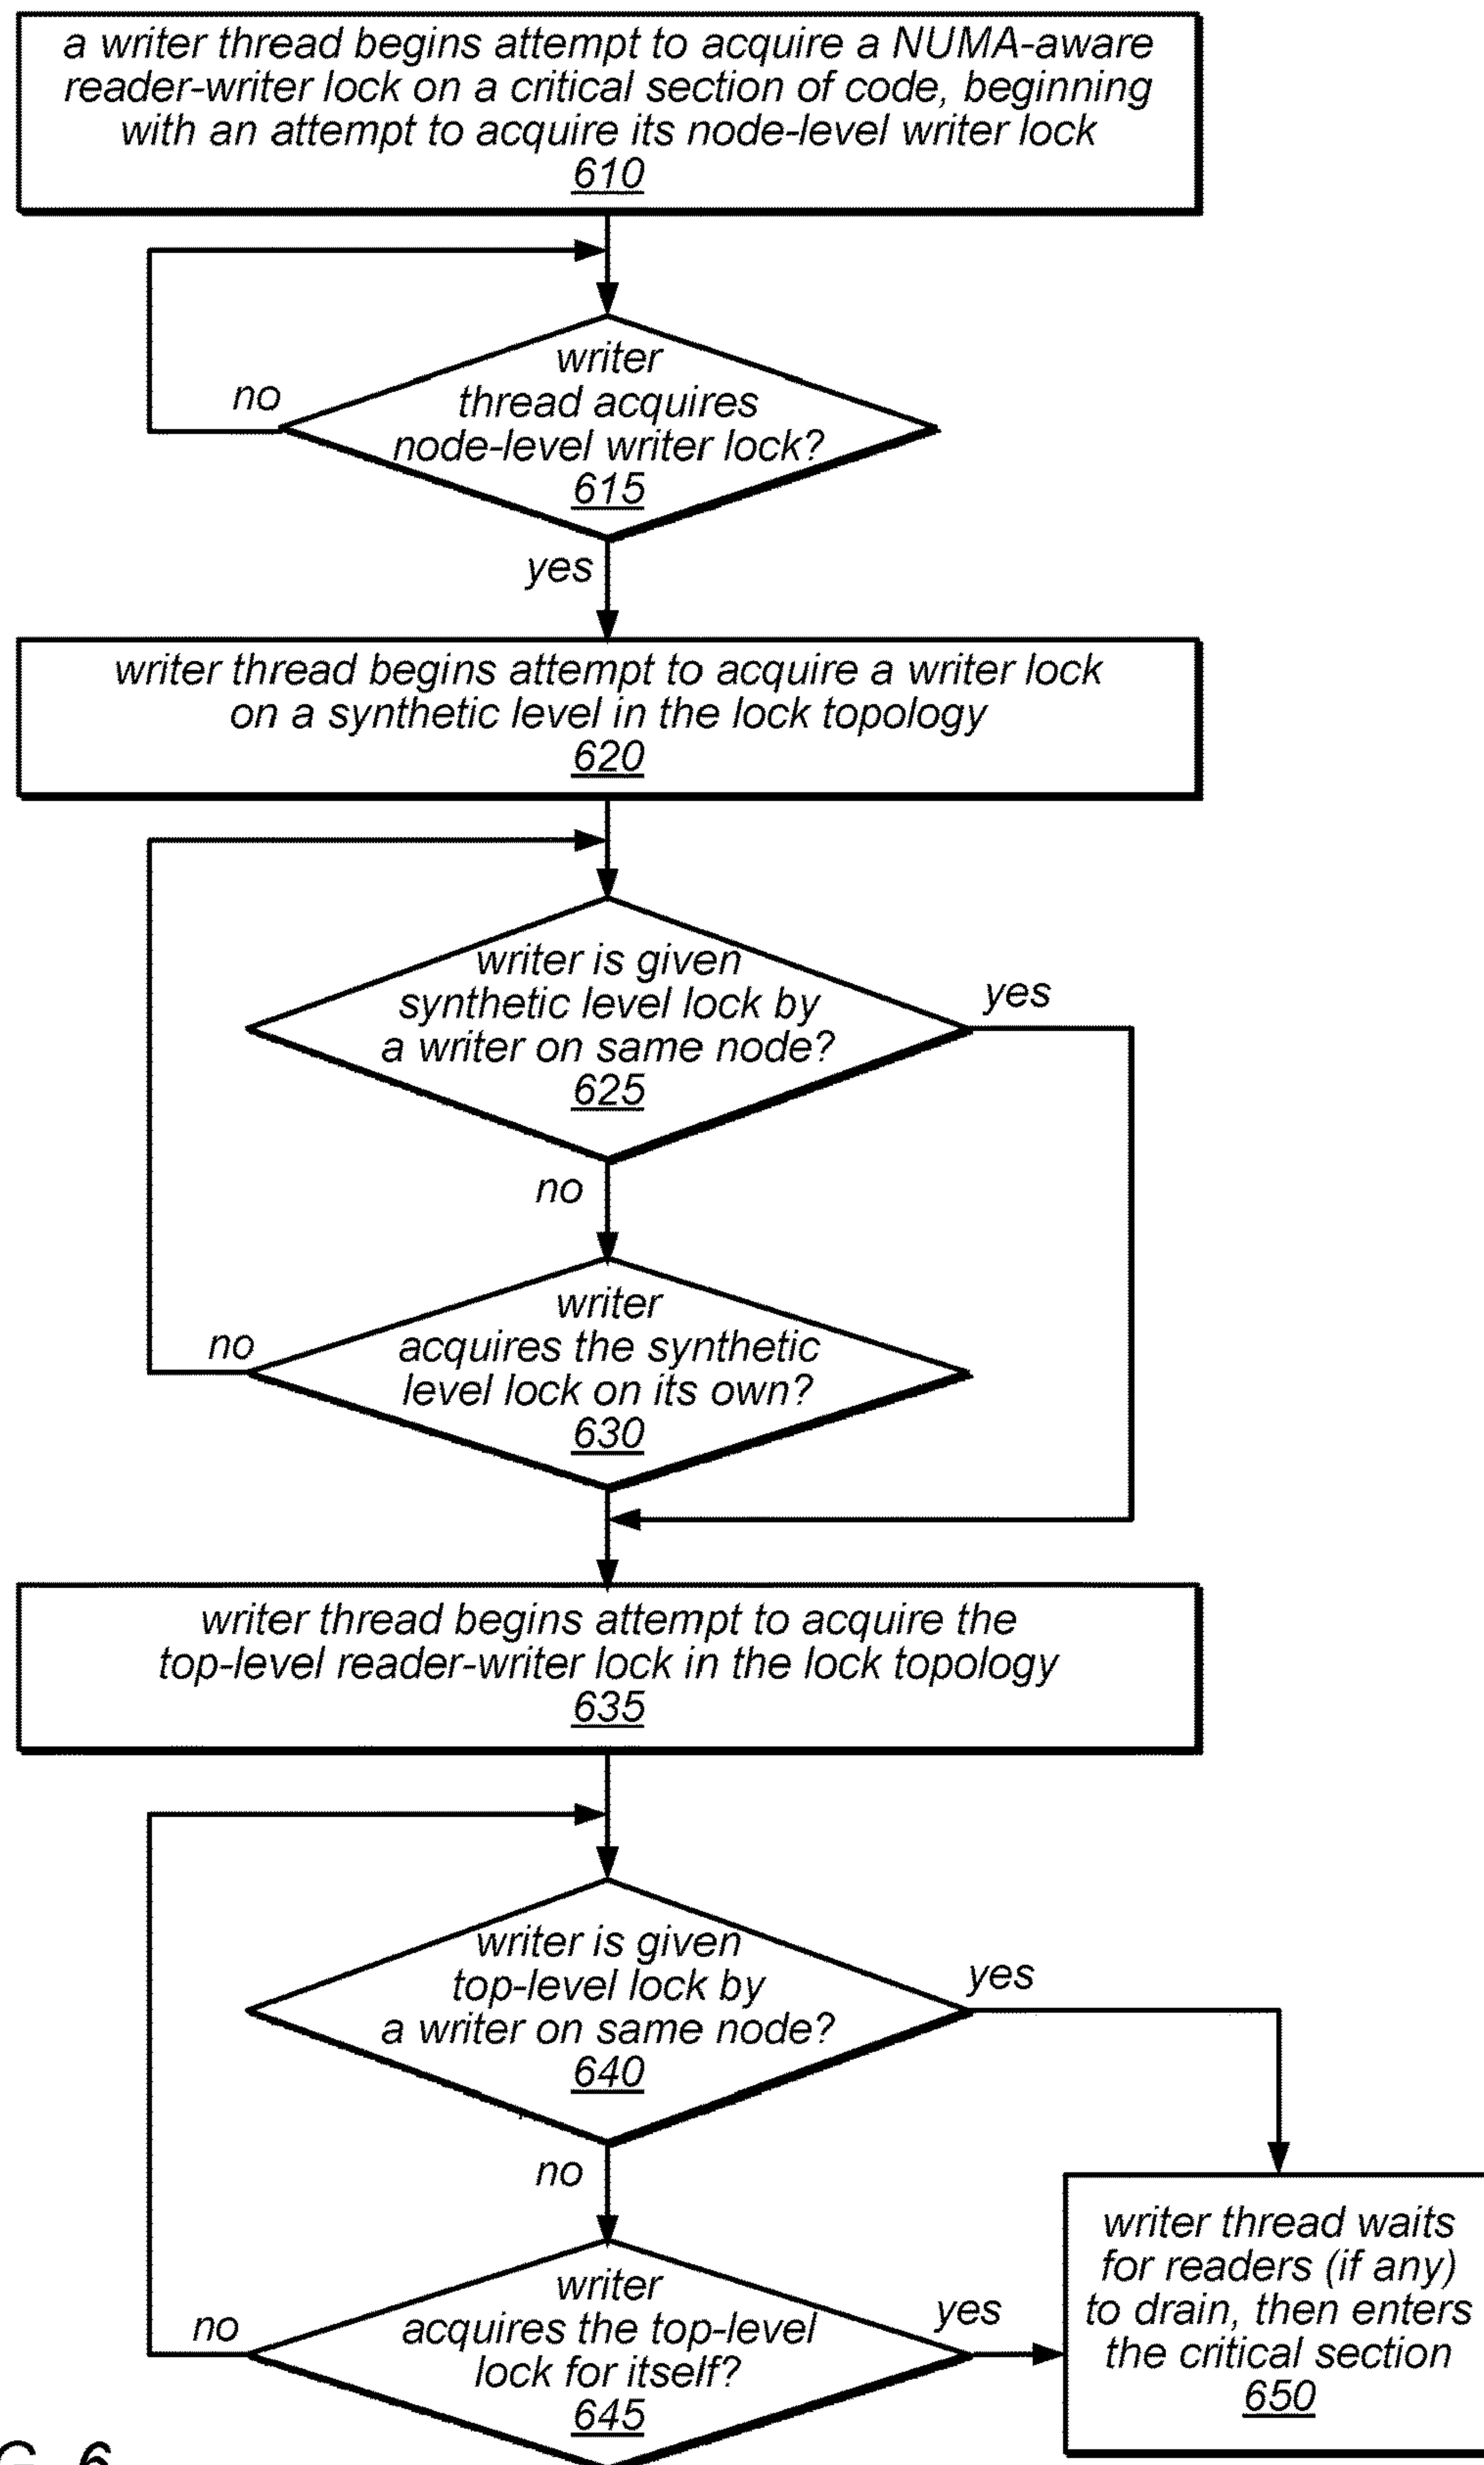 a writer thread begins attempt to acquire a NUMA-aware
reader-writer lock on a critical section of code, beginning
with an attempt to acquire its node-level writer lock
610
no
writer
thread acquires
node-level writer lock?
615
yes
writer thread begins attempt to acquire a writer lock
on a synthetic level in the lock topology
620
writer is given
synthetic level lock by
a writer on same node?
625
yes
no
writer
acquires the synthetic
level lock on its own?
630
no
writer thread begins attempt to acquire the
top-level reader-writer lock in the lock topology
635
writer is given
top-level lock by
a writer on same node?
640
yes
no
writer
acquires the top-level
lock for itself?
645
no
yes
writer thread waits
for readers (if any)
to drain, then enters
the critical section
650
6